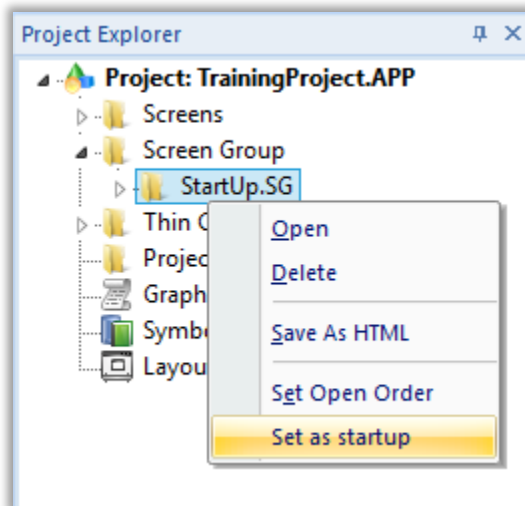 Project Explorer
Project: TrainingProject.APP
Screens
Screen Group
StartUp.SG
Thin
Open
Delete
Save As HTML
Set Open Order
Set as startup